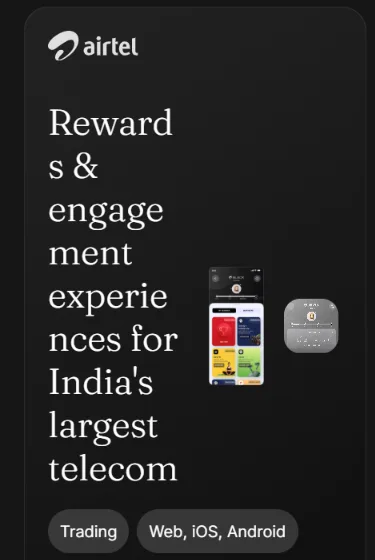 airtel
Reward
s &
engage
ment
experie
nces for
India's
largest
telecom
Trading
Web, iOS, Android